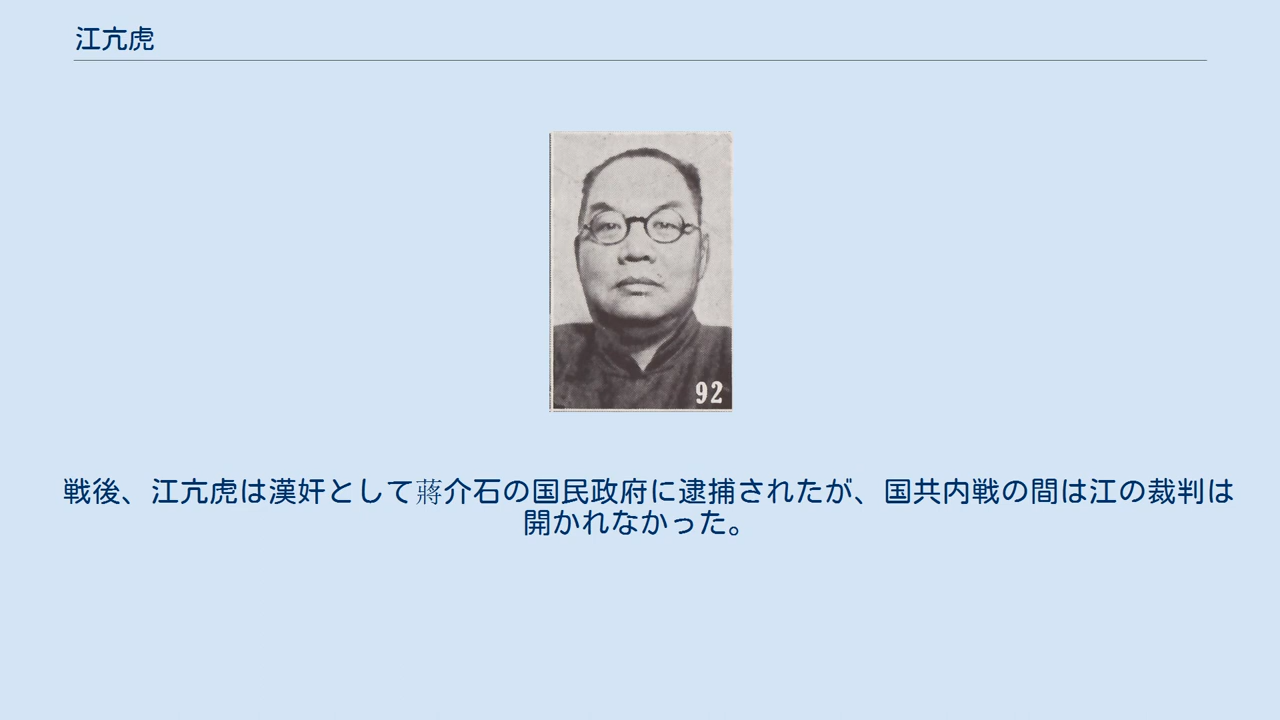 江亢虎
92
戦後、江亢虎は漢奸として蔣介石の国民政府に逮捕されたが、国共内戦の間は江の裁判は
開かれなかった。